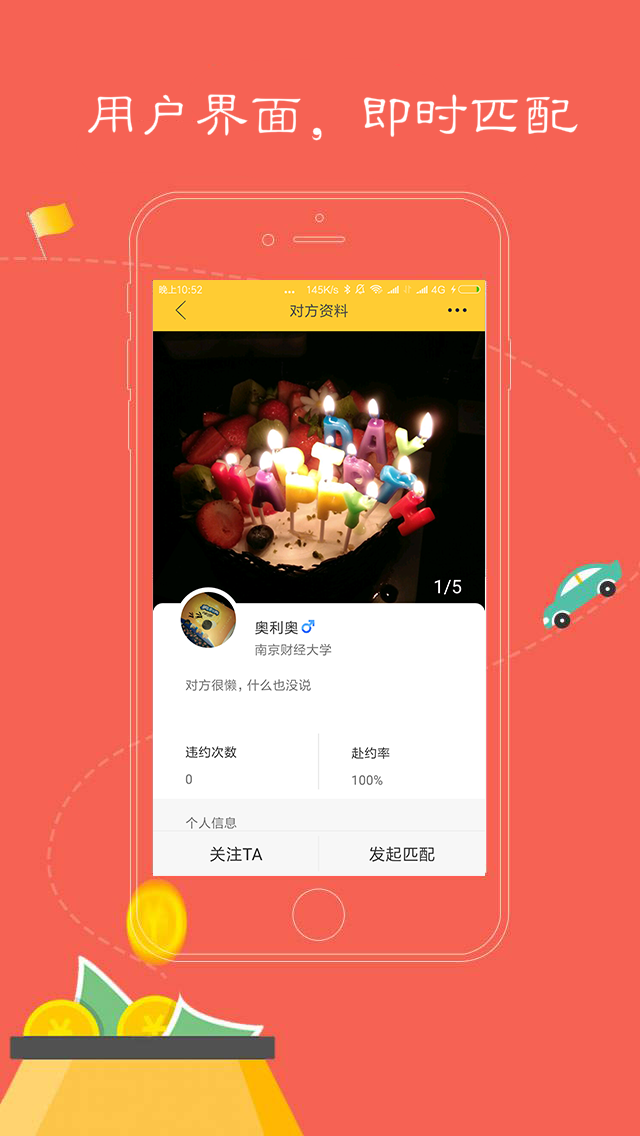 用户界面，即时匹配
晚上10:52 ... 145K/s 4G
对方资料
1/5
奥利奥
南京财经大学
对方很懒，什么也没说
违约次数 赴约率
0 100%
个人信息
关注TA 发起匹配